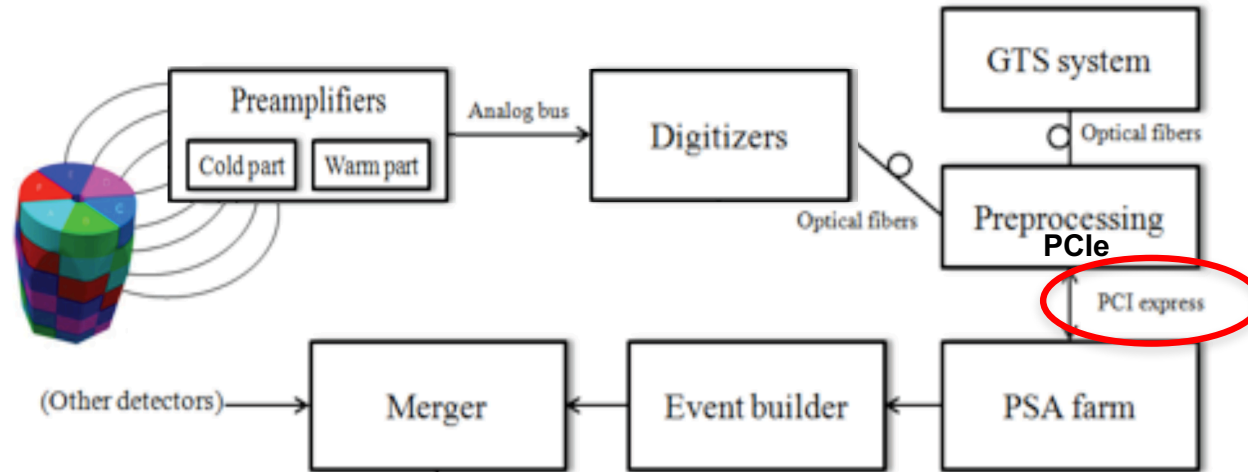 GTS system
Preamplifiers
Cold part
Warm part
Analog bus
Digitizers
Optical fibers
Optical fibers
Preprocessing
PCIe
PCI express
(Other detectors)
Merger
Event builder
PSA farm